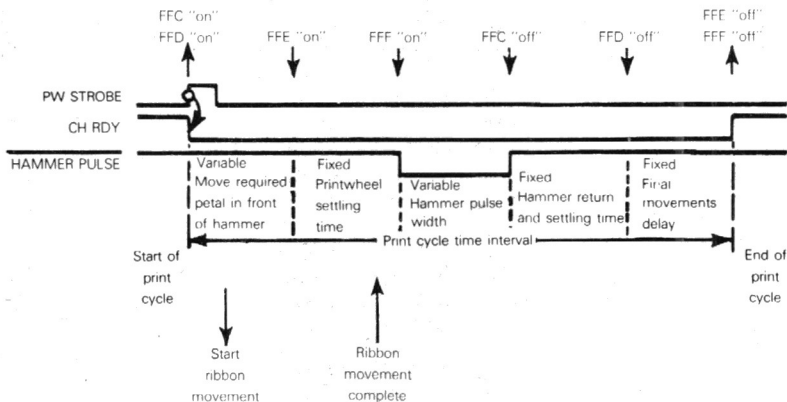 FFC "on"
FFD "on"
FFE "on"
FFF "on"
FFC "off"
FFD "off"
FFE "off"
FFF "off"
PW STROBE
CH RDY
HAMMER PULSE
Variable
Move required
petal in front
of hammer
Fixed
Printwheel
settling
time
Variable
Hammer pulse
width
Fixed
Hammer return
and settling time
Fixed
Final
movements
delay
Print cycle time interval
Start of
print
cycle
End of
print
cycle
Start
ribbon
movement
Ribbon
movement
complete